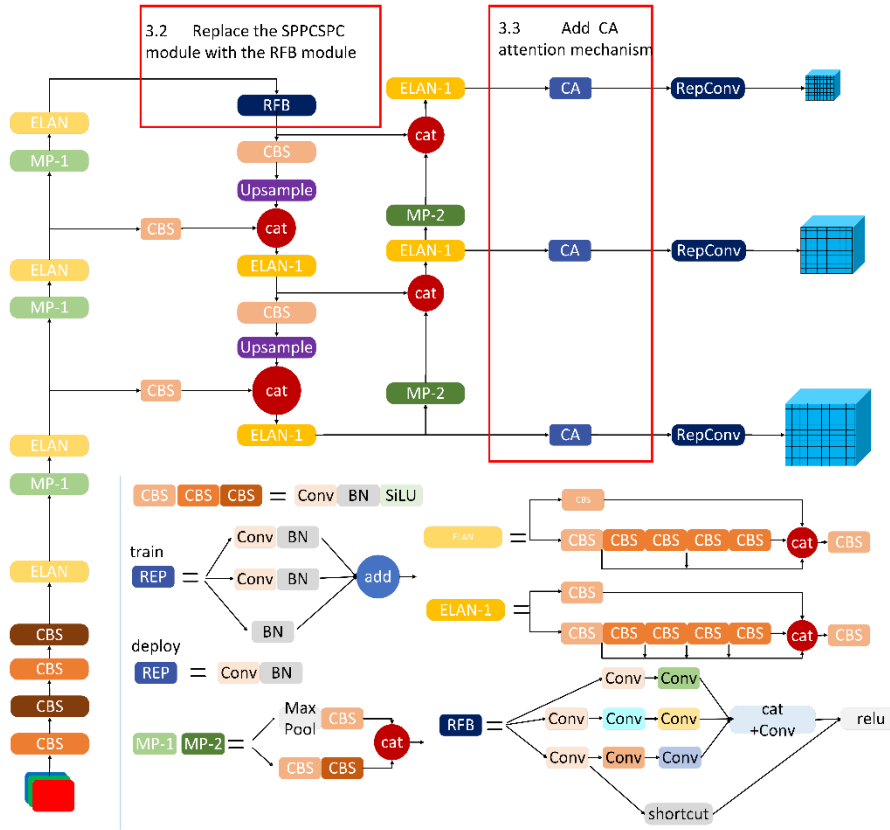 3.2 Replace the SPPCSPC
module with the RFB module
3.3 Add CA
attention mechanism
RFB
ELAN-1
CA
RepConv
ELAN
cat
CBS
MP-1
Upsample
MP-2
CBS
cat
ELAN-1
CA
RepConv
ELAN
ELAN-1
cat
MP-1
CBS
Upsample
CBS
cat
MP-2
ELAN-1
CA
RepConv
ELAN
MP-1
ELAN
CBS
CBS
CBS
CBS
CBS CBS CBS = Conv BN SiLU
train
REP = Conv BN
Conv BN
BN
add
deploy
REP = Conv BN
MP-1 MP-2 = Max
Pool CBS
CBS CBS
cat
ELAN = CBS
CBS CBS CBS CBS CBS cat CBS
ELAN-1 = CBS
CBS CBS CBS CBS CBS cat CBS
RFB = Conv Conv
Conv Conv Conv
Conv Conv Conv
cat
+Conv
relu
shortcut